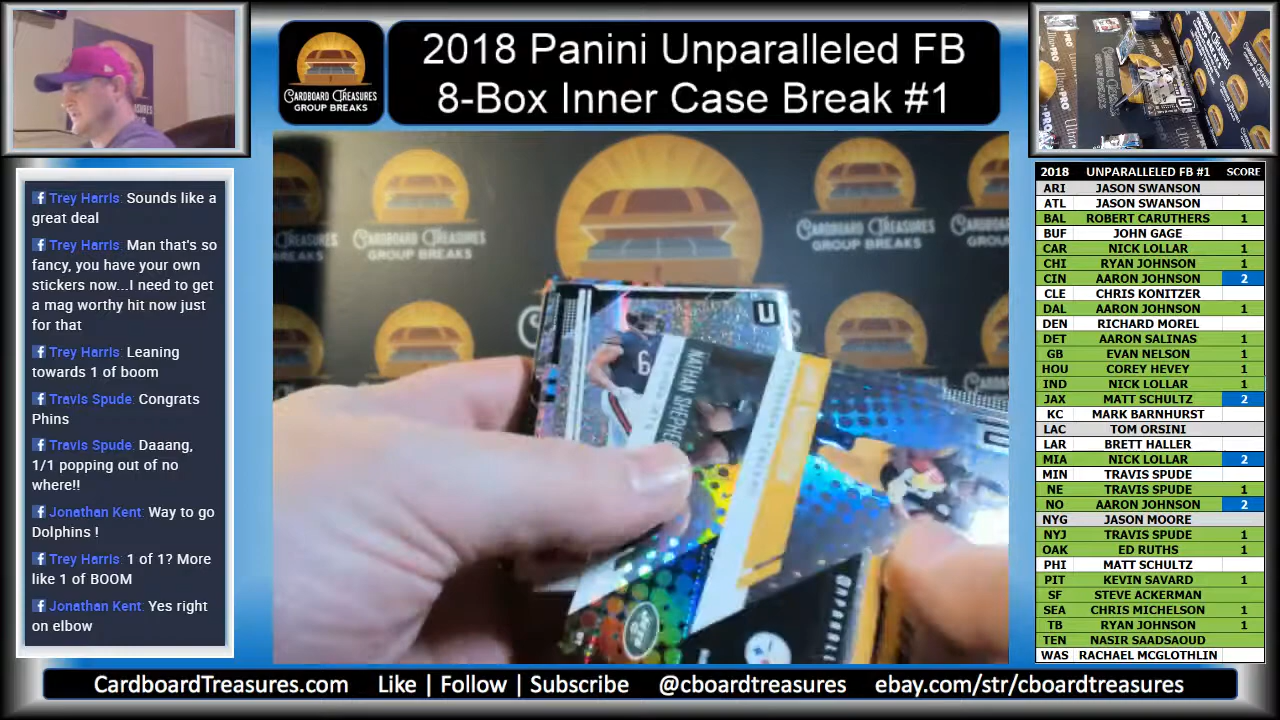 2018 Panini Unparalleled FB
8-Box Inner Case Break #1
CARDBOARD TREASURES
GROUP BREAKS
Trey Harris: Sounds like a
great deal
Trey Harris: Man that's so
fancy, you have your own
stickers now...I need to get
a mag worthy hit now just
for that
Trey Harris: Leaning
towards 1 of boom
Travis Spude: Congrats
Phins
Travis Spude: Daaang,
1/1 popping out of no
where!!
Jonathan Kent: Way to go
Dolphins !
Trey Harris: 1 of 1? More
like 1 of BOOM
Jonathan Kent: Yes right
on elbow
CARDBOARD TREASURES
GROUP BREAKS
CARDBOARD TREASURES
GROUP BREAKS
U
6
NATHAN SHEPHE
U
2018 UNPARALLELED FB #1 SCORE
ARI JASON SWANSON
ATL JASON SWANSON
BAL ROBERT CARUTHERS 1
BUF JOHN GAGE
CAR NICK LOLLAR 1
CHI RYAN JOHNSON 1
CIN AARON JOHNSON 2
CLE CHRIS KONITZER
DAL AARON JOHNSON 1
DEN RICHARD MOREL
DET AARON SALINAS 1
GB EVAN NELSON 1
HOU COREY HEVEY 1
IND NICK LOLLAR 1
JAX MATT SCHULTZ 2
KC MARK BARNHURST
LAC TOM ORSINI
LAR BRETT HALLER
MIA NICK LOLLAR 2
MIN TRAVIS SPUDE
NE TRAVIS SPUDE 1
NO AARON JOHNSON 2
NYG JASON MOORE
NYJ TRAVIS SPUDE 1
OAK ED RUTHS 1
PHI MATT SCHULTZ
PIT KEVIN SAVARD 1
SF STEVE ACKERMAN
SEA CHRIS MICHELSON 1
TB RYAN JOHNSON 1
TEN NASIR SAADSAOUD
WAS RACHAEL MCGLOTHLIN
CardboardTreasures.com Like | Follow | Subscribe @cboardtreasures ebay.com/str/cboardtreasures